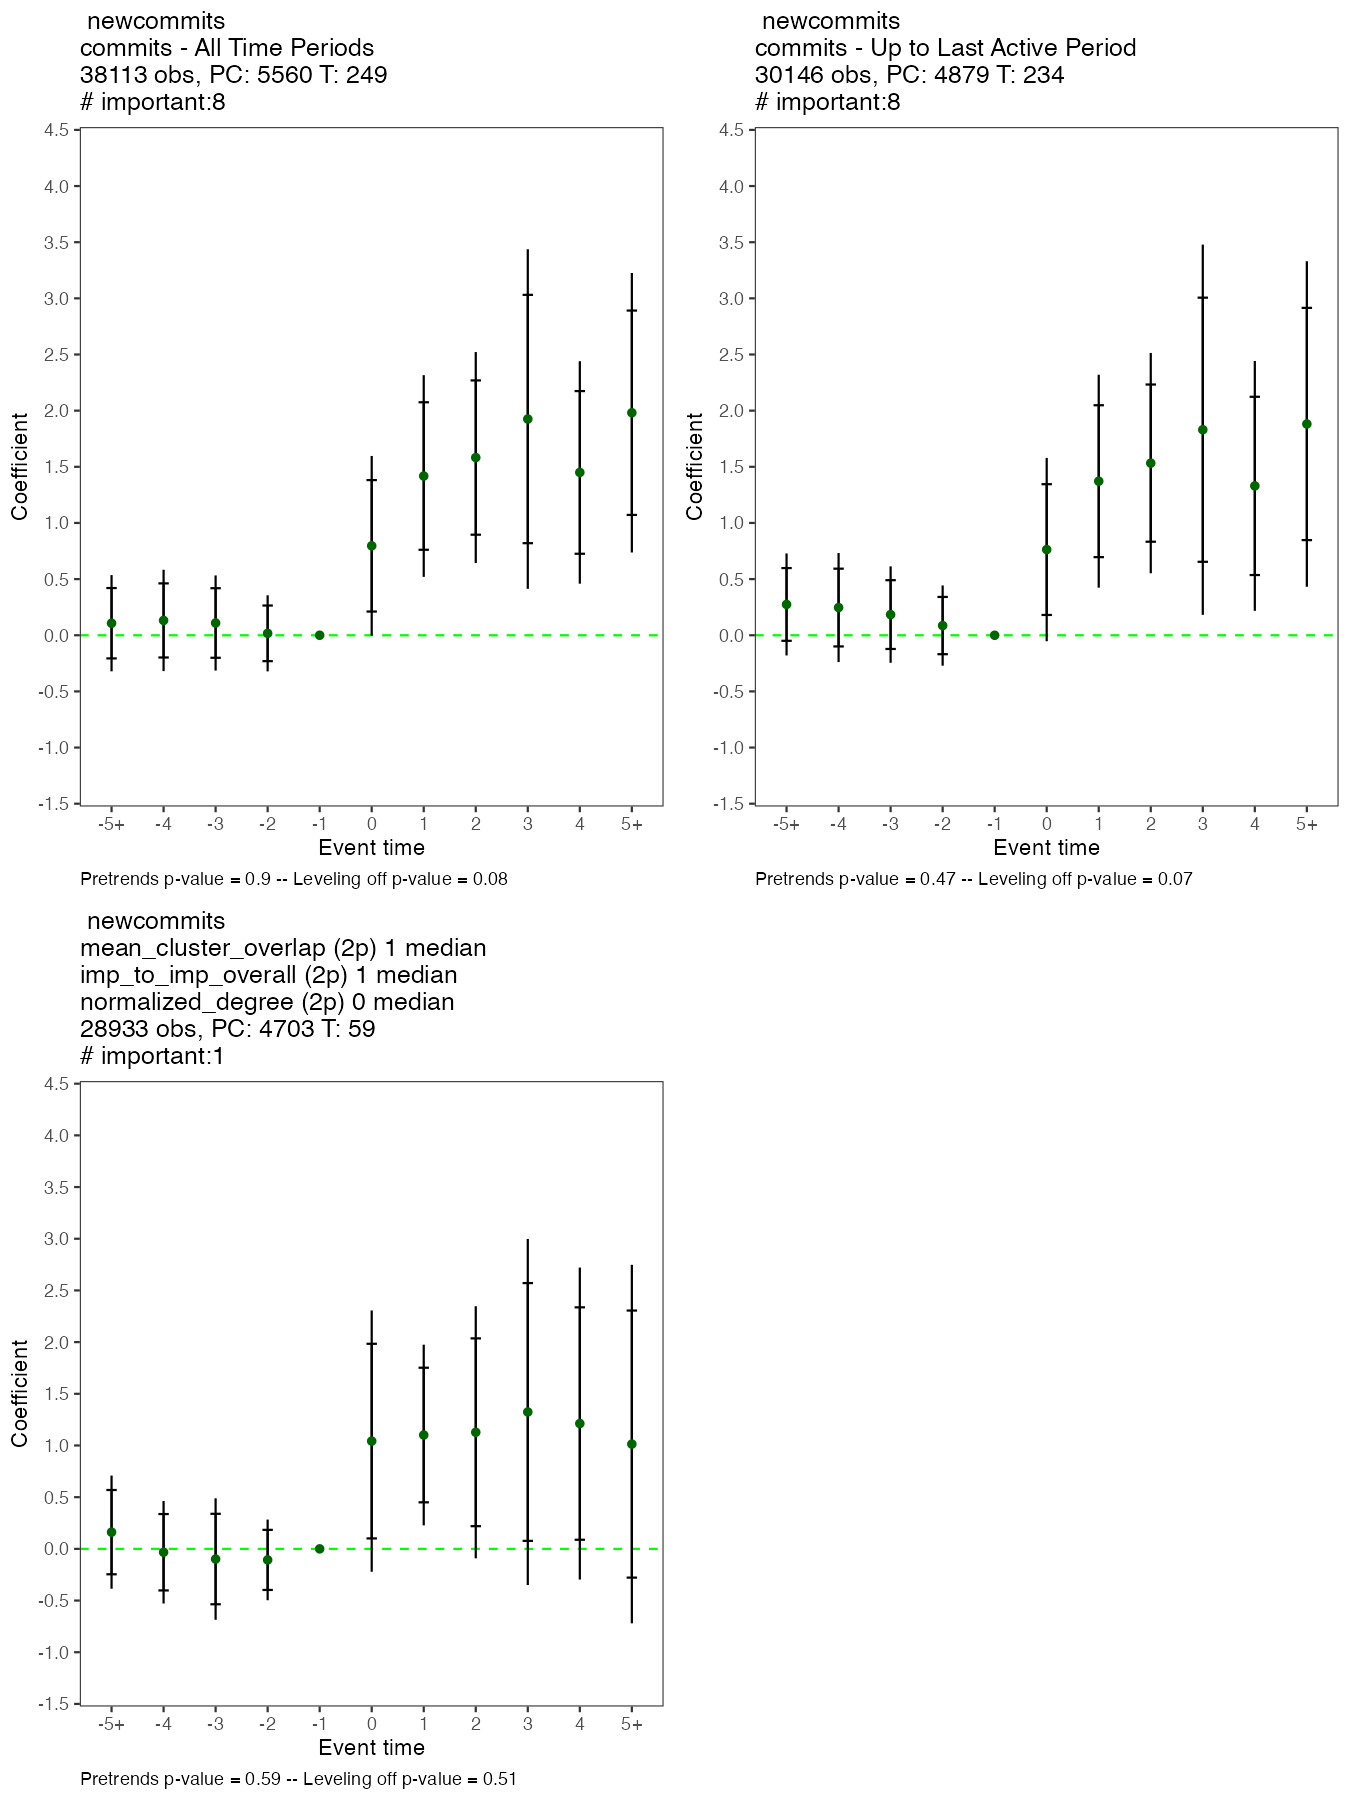 newcommits
commits - All Time Periods
38113 obs, PC: 5560 T: 249
# important:8
4.5
4.0
3.5
3.0
2.5
2.0
1.5
1.0
0.5
0.0
-0.5
-1.0
-1.5
Coefficient
-5+ -4 -3 -2 -1 0 1 2 3 4 5+
Event time
Pretrends p-value = 0.9 -- Leveling off p-value = 0.08
newcommits
commits - Up to Last Active Period
30146 obs, PC: 4879 T: 234
# important:8
4.5
4.0
3.5
3.0
2.5
2.0
1.5
1.0
0.5
0.0
-0.5
-1.0
-1.5
Coefficient
-5+ -4 -3 -2 -1 0 1 2 3 4 5+
Event time
Pretrends p-value = 0.47 -- Leveling off p-value = 0.07
newcommits
mean_cluster_overlap (2p) 1 median
imp_to_imp_overall (2p) 1 median
normalized_degree (2p) 0 median
28933 obs, PC: 4703 T: 59
# important:1
4.5
4.0
3.5
3.0
2.5
2.0
1.5
1.0
0.5
0.0
-0.5
-1.0
-1.5
Coefficient
-5+ -4 -3 -2 -1 0 1 2 3 4 5+
Event time
Pretrends p-value = 0.59 -- Leveling off p-value = 0.51